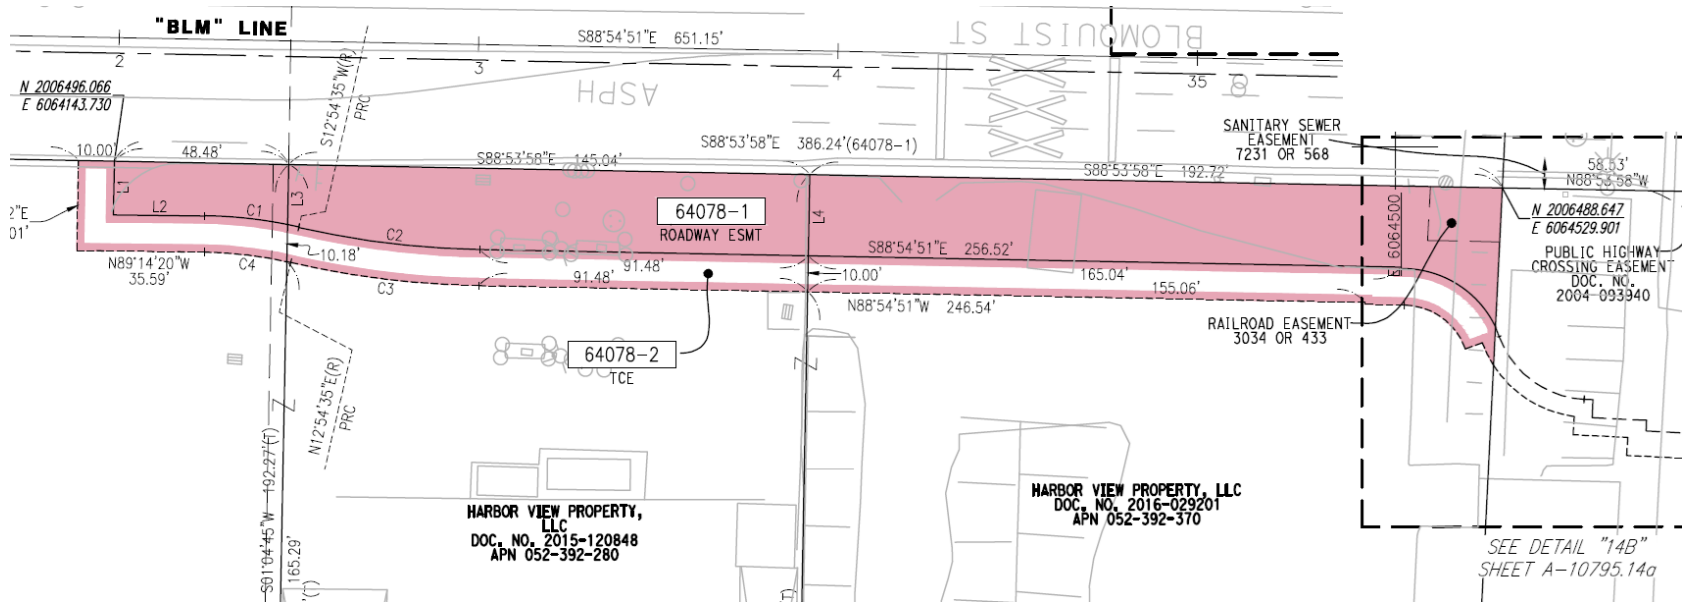 "BLM" LINE
S88°54'51"E 651.15'
BLOMQUIST ST
2
3
4
35
N 2006496.066
E 6064143.730
S12°54'35"W(R)
PRC
ASPH
SANITARY SEWER
EASEMENT
7231 OR 568
10.00'
48.48'
S88°53'58"E 145.04'
S88°53'58"E 386.24'(64078-1)
S88°53'58"E 192.72'
58.53'
N88°53'58"W
L1
L2
C1
L3
C2
64078-1
ROADWAY ESMT
L4
S88°54'51"E 256.52'
E 6064500
N 2006488.647
E 6064529.901
2"E
01'
PUBLIC HIGHWAY
CROSSING EASEMENT
DOC. NO.
2004-093940
N89°14'20"W
35.59'
C4
10.18'
C3
91.48'
91.48'
10.00'
165.04'
155.06'
N88°54'51"W 246.54'
RAILROAD EASEMENT
3034 OR 433
64078-2
TCE
N12°54'35"E(R)
PRC
S01°04'45"W 192.27'(T)
165.29'
'(T)
T)
HARBOR VIEW PROPERTY,
LLC
DOC. NO. 2015-120848
APN 052-392-280
HARBOR VIEW PROPERTY, LLC
DOC. NO. 2016-029201
APN 052-392-370
SEE DETAIL "14B"
SHEET A-10795.14a